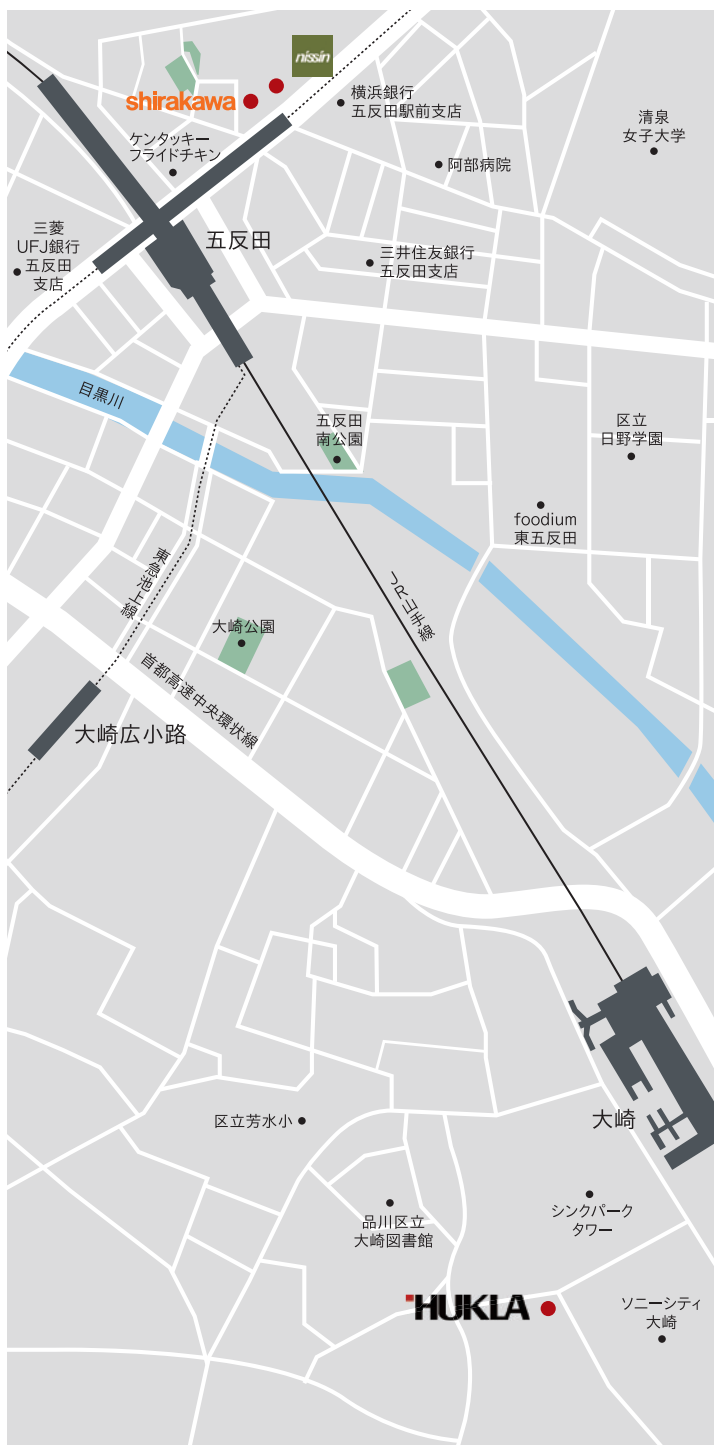 nissin
shirakawa
横浜銀行
五反田駅前支店
清泉
女子大学
ケンタッキー
フライドチキン
阿部病院
三菱
UFJ銀行
五反田
支店
五反田
三井住友銀行
五反田支店
目黒川
五反田
南公園
区立
日野学園
foodium
東五反田
東急池上線
JR山手線
大崎公園
首都高速中央環状線
大崎広小路
大崎
区立芳水小
シンクパーク
タワー
品川区立
大崎図書館
HUKLA
ソニーシティ
大崎